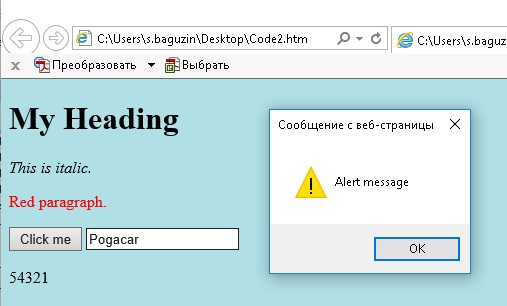 C:\Users\s.baguzin\Desktop\Code2.htm
C:\Users\s.baguz
x Преобразовать Выбрать
My Heading
This is italic.
Red paragraph.
Click me Pogacar
54321
Сообщение с веб-страницы
Alert message
OK